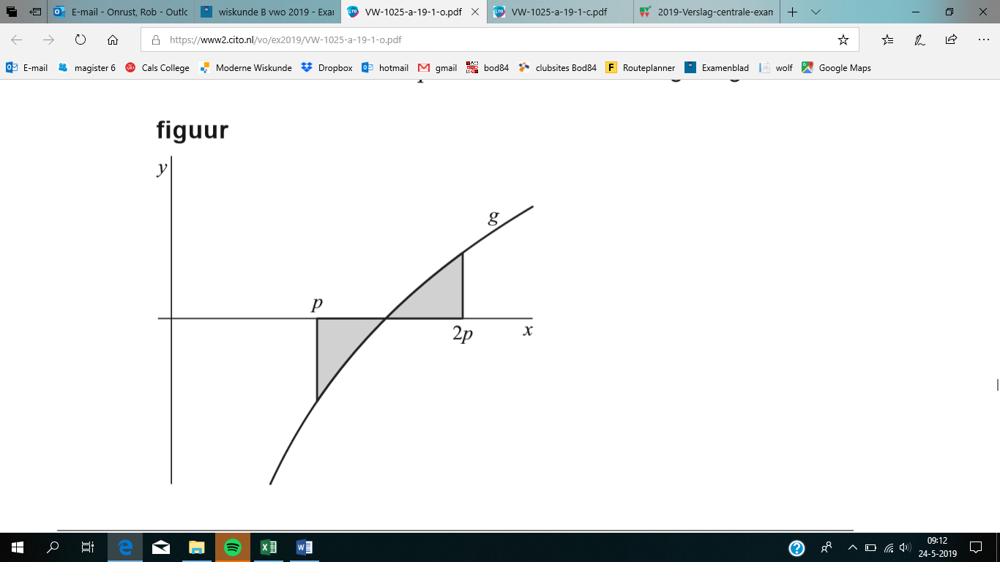 E-mail - Onrust, Rob - Outlo
wiskunde B vwo 2019 - Exar
VW-1025-a-19-1-o.pdf
VW-1025-a-19-1-c.pdf
2019-Verslag-centrale-exam
https://www2.cito.nl/vo/ex2019/VW-1025-a-19-1-o.pdf
E-mail
magister 6
Cals College
Moderne Wiskunde
Dropbox
hotmail
gmail
bod84
clubsites Bod84
Routeplanner
Examenblad
wolf
Google Maps
figuur
y
g
p
2p
x
09:12
24-5-2019